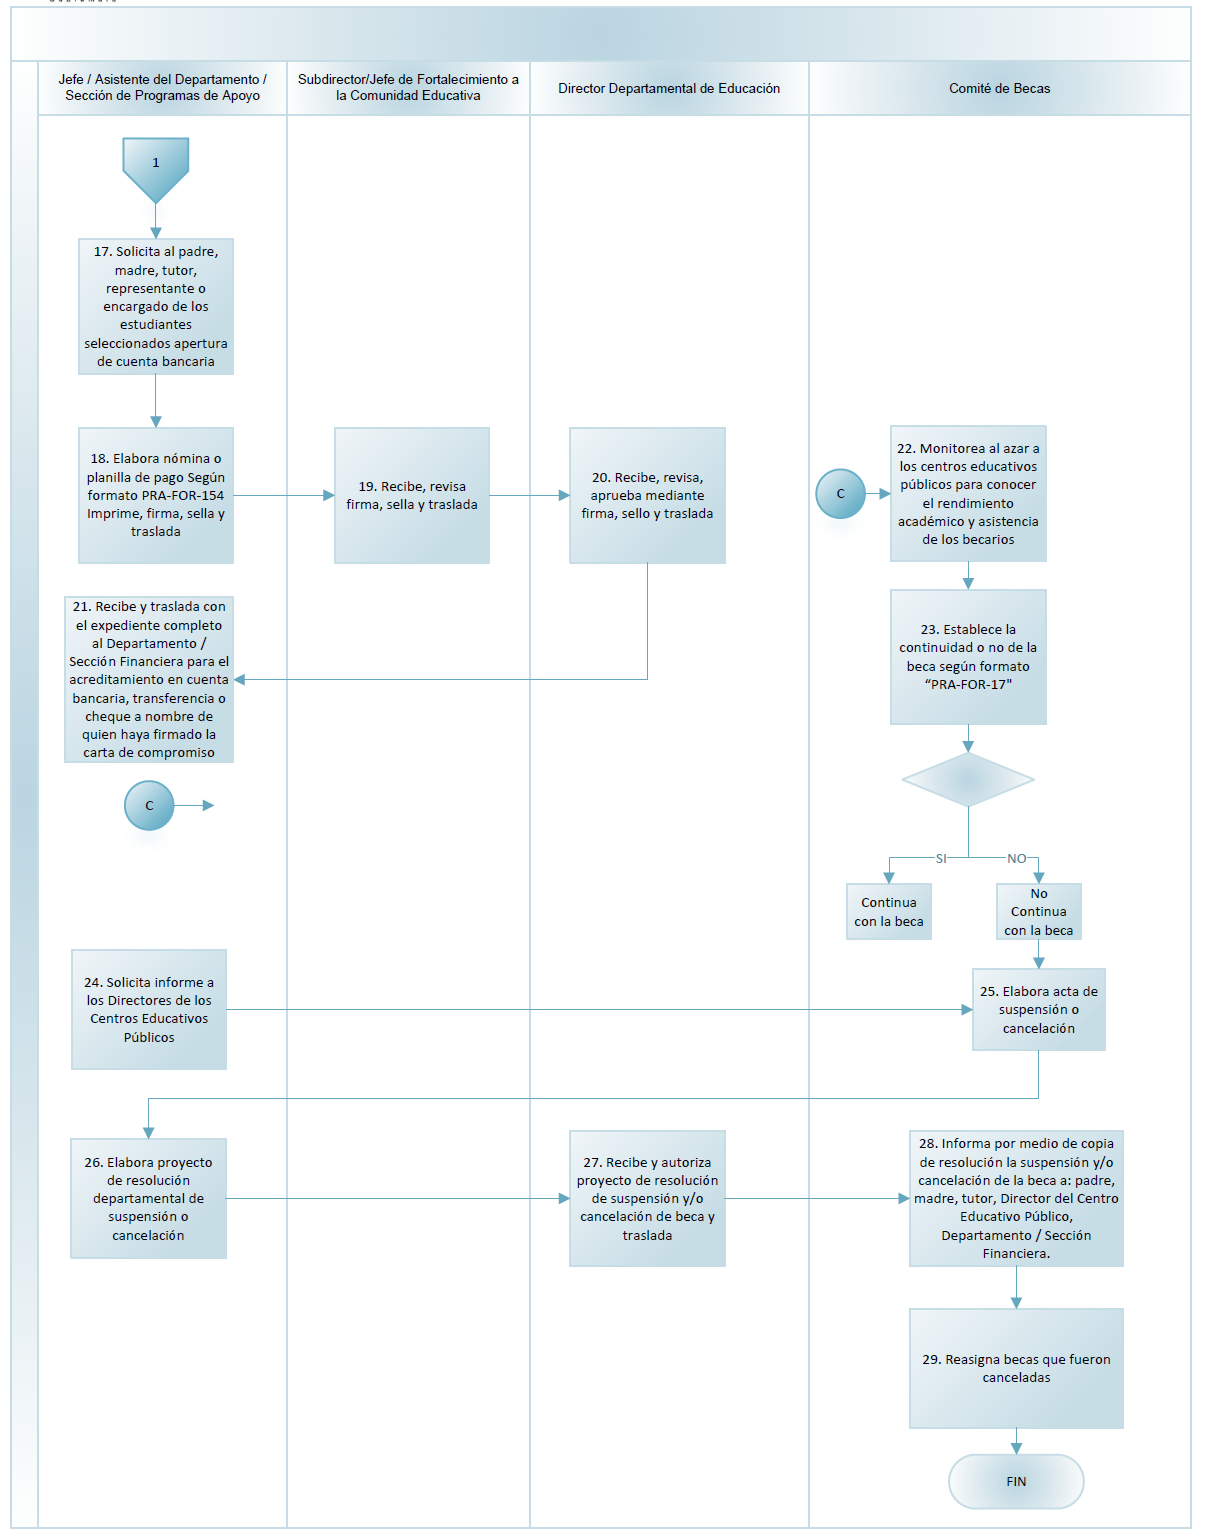 Jefe / Asistente del Departamento /
Sección de Programas de Apoyo
Subdirector/Jefe de Fortalecimiento a
la Comunidad Educativa
Director Departamental de Educación
Comité de Becas
1
17. Solicita al padre,
madre, tutor,
representante o
encargado de los
estudiantes
seleccionados apertura
de cuenta bancaria
18. Elabora nómina o
planilla de pago Según
formato PRA-FOR-154
Imprime, firma, sella y
traslada
19. Recibe, revisa
firma, sella y traslada
20. Recibe, revisa,
aprueba mediante
firma, sello y traslada
C
22. Monitorea al azar a
los centros educativos
públicos para conocer
el rendimiento
académico y asistencia
de los becarios
21. Recibe y traslada con
el expediente completo
al Departamento /
Sección Financiera para el
acreditamiento en cuenta
bancaria, transferencia o
cheque a nombre de
quien haya firmado la
carta de compromiso
23. Establece la
continuidad o no de la
beca según formato
“PRA-FOR-17"
C
SI
NO
Continua
con la beca
No
Continua
con la beca
24. Solicita informe a
los Directores de los
Centros Educativos
Públicos
25. Elabora acta de
suspensión o
cancelación
26. Elabora proyecto
de resolución
departamental de
suspensión o
cancelación
27. Recibe y autoriza
proyecto de resolución
de suspensión y/o
cancelación de beca y
traslada
28. Informa por medio de copia
de resolución la suspensión y/o
cancelación de la beca a: padre,
madre, tutor, Director del Centro
Educativo Público,
Departamento / Sección
Financiera.
29. Reasigna becas que fueron
canceladas
FIN